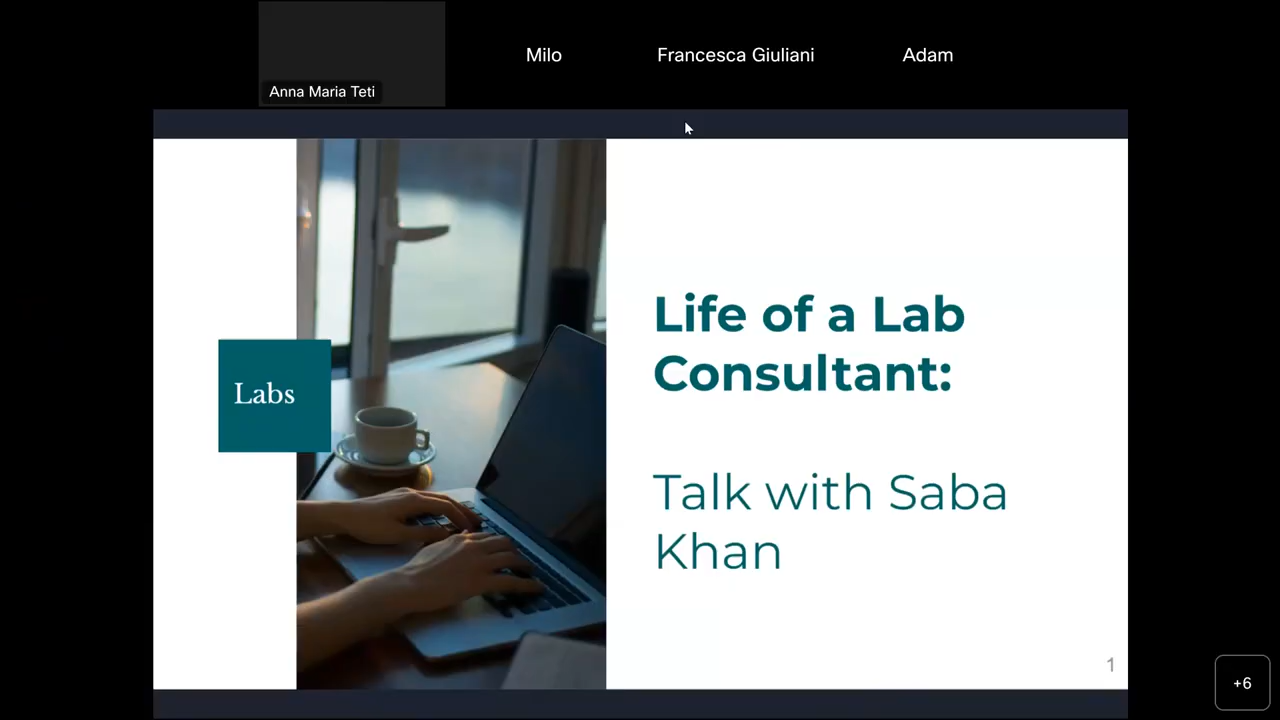 Milo
Francesca Giuliani
Adam
Anna Maria Teti
Labs
Life of a Lab
Consultant:
Talk with Saba
Khan
1
+6